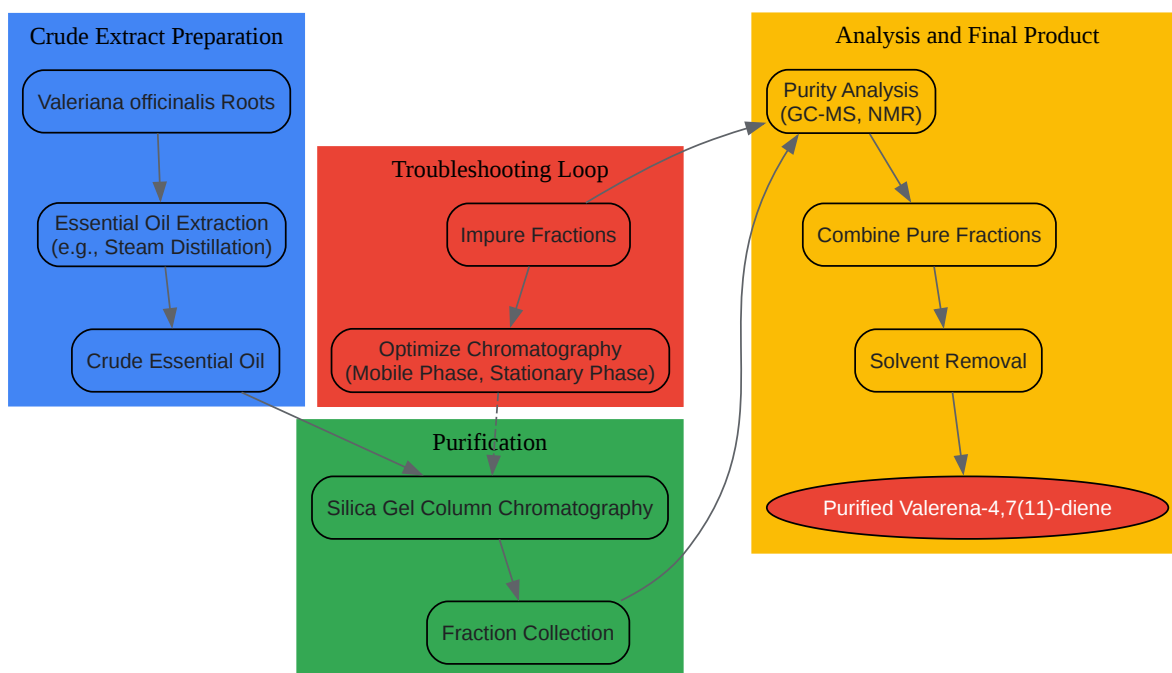 Crude Extract Preparation
Valeriana officinalis Roots
Essential Oil Extraction
(e.g., Steam Distillation)
Crude Essential Oil
Troubleshooting Loop
Impure Fractions
Optimize Chromatography
(Mobile Phase, Stationary Phase)
Purification
Silica Gel Column Chromatography
Fraction Collection
Analysis and Final Product
Purity Analysis
(GC-MS, NMR)
Combine Pure Fractions
Solvent Removal
Purified Valerena-4,7(11)-diene